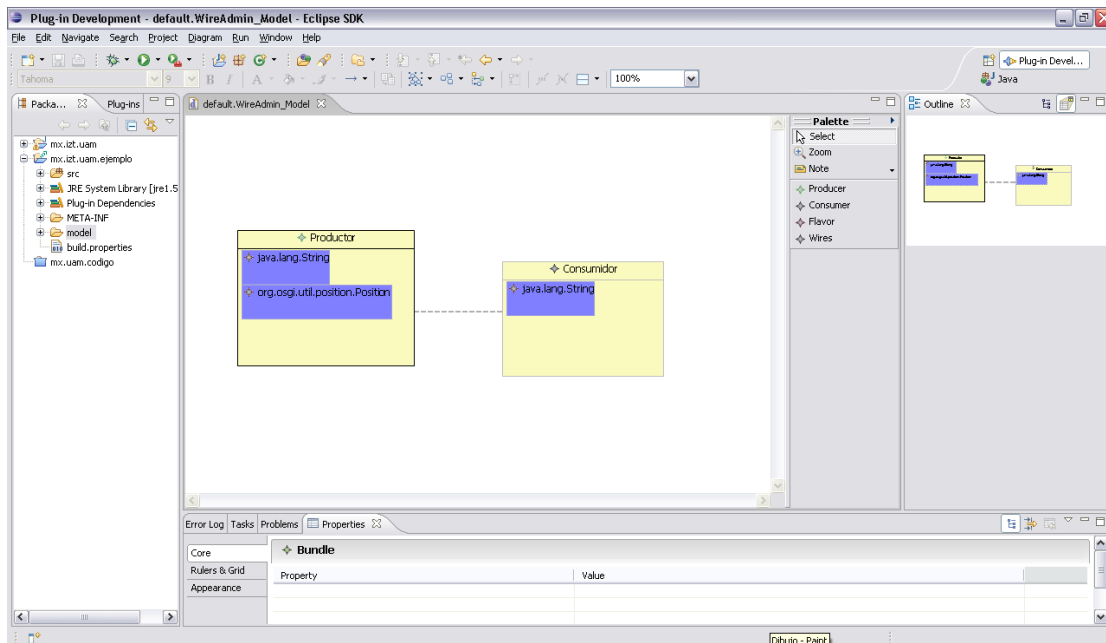 Plug-in Development - default.WireAdmin_Model - Eclipse SDK
File Edit Navigate Search Project Diagram Run Window Help
Plug-in Devel...
Tahoma 9 B I A 100% Java
Packa... Plug-ins
default.WireAdmin_Model
Outline
mx.izt.uam
mx.izt.uam.ejemplo
src
JRE System Library [jre1.5
Plug-in Dependencies
META-INF
model
build.properties
mx.uam.codigo
Productor
java.lang.String
org.osgi.util.position.Position
Consumidor
java.lang.String
Palette
Select
Zoom
Note
Producer
Consumer
Flavor
Wires
Error Log Tasks Problems Properties
Core
Rulers & Grid
Appearance
Bundle
Property Value
Dibujo - Paint